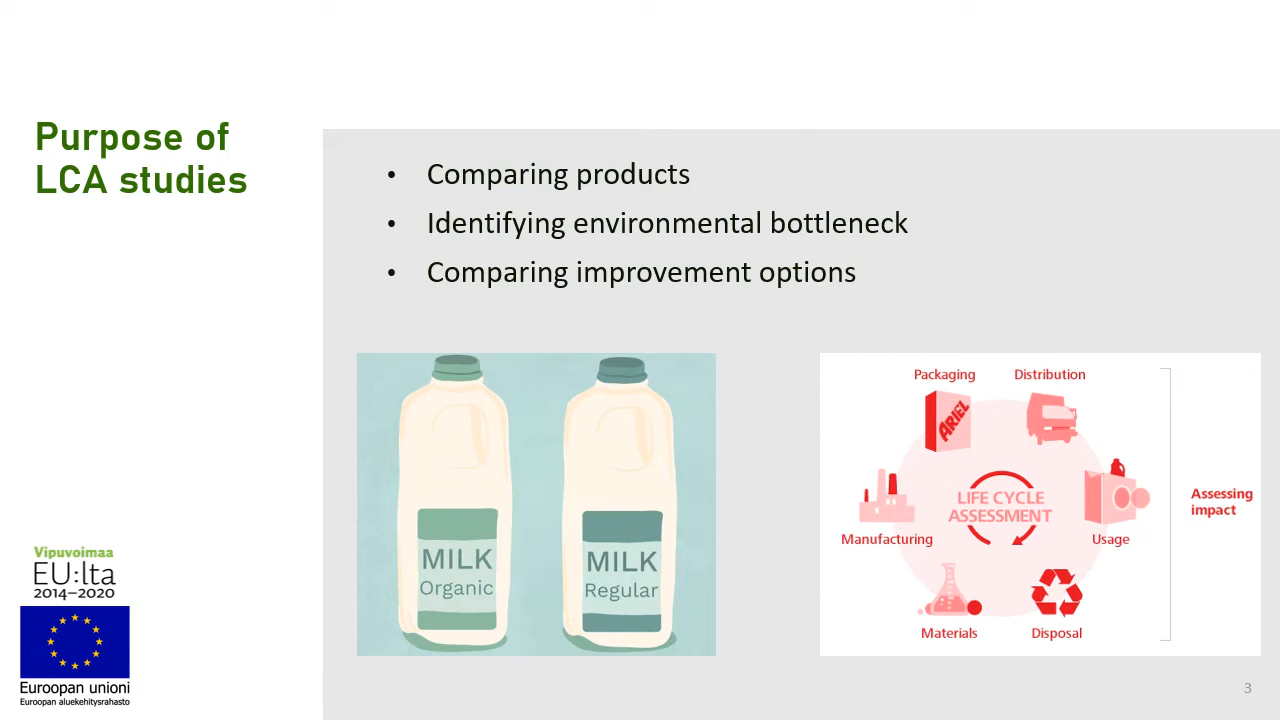 Purpose of
LCA studies
• Comparing products
• Identifying environmental bottleneck
• Comparing improvement options
MILK
Organic
MILK
Regular
Packaging
Distribution
ARIEL
LIFE CYCLE
ASSESSMENT
Assessing
impact
Manufacturing
Usage
Materials
Disposal
Vipuvoimaa
EU:lta
2014–2020
Euroopan unioni
Euroopan aluekehitysrahasto
3